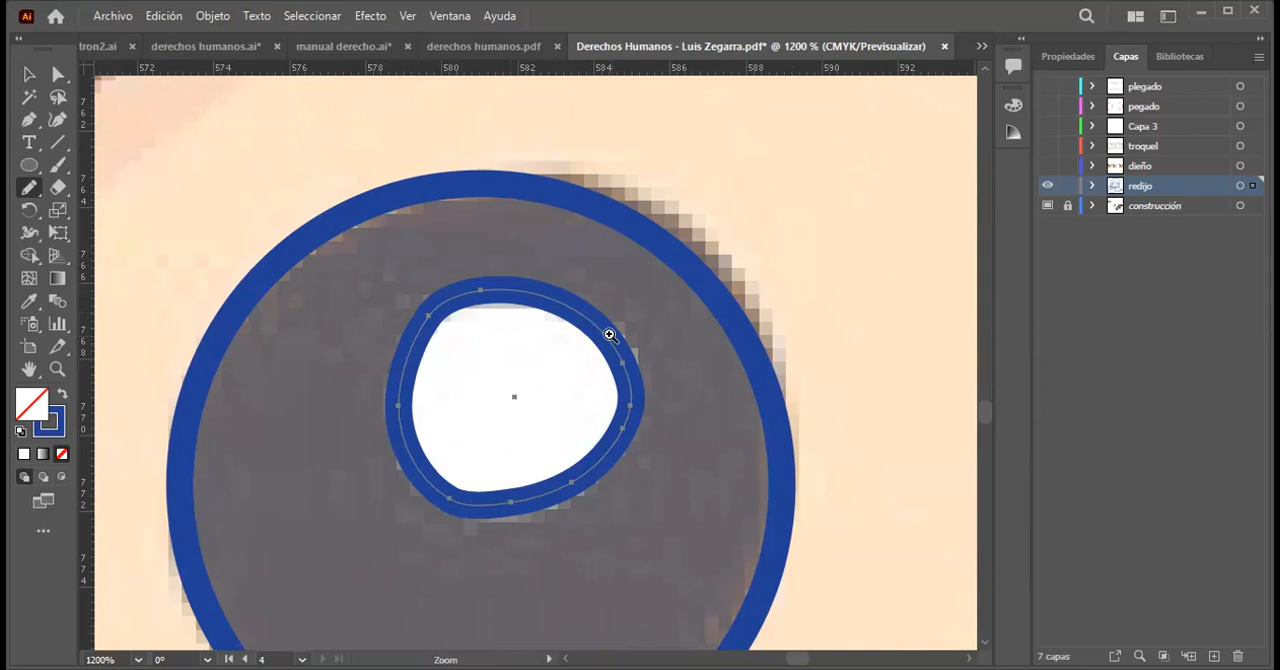 Ai Archivo Edición Objeto Texto Seleccionar Efecto Ver Ventana Ayuda
tron2.ai derechos humanos.ai* manual derecho.ai* derechos humanos.pdf Derechos Humanos - Luis Zegarra.pdf* @ 1200 % (CMYK/Previsualizar)
Propiedades Capas Bibliotecas
572 574 576 578 580 582 584 586 588 590 592
plegado
pegado
Capa 3
troquel
dieño
redijo
construcción
1200% 0° 4 Zoom 7 capas